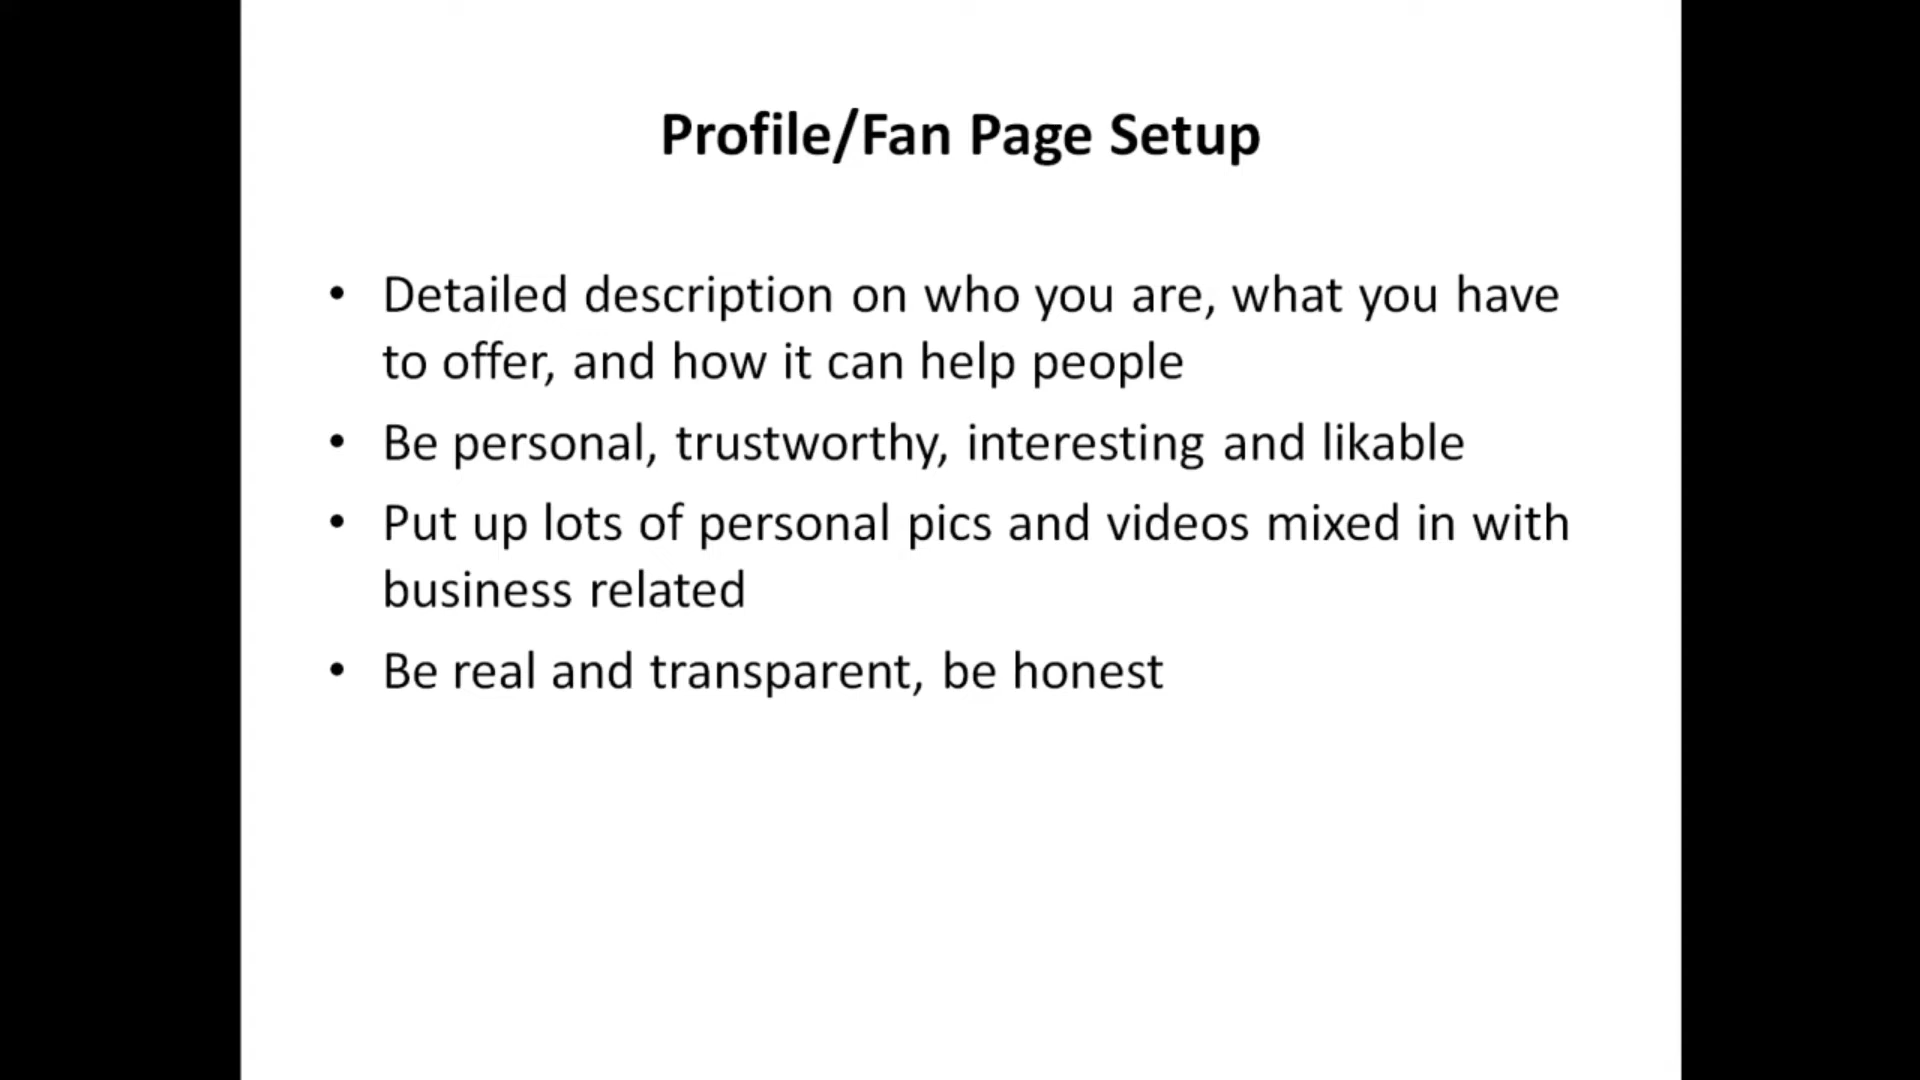 Profile/Fan Page Setup
• Detailed description on who you are, what you have
to offer, and how it can help people
• Be personal, trustworthy, interesting and likable
• Put up lots of personal pics and videos mixed in with
business related
• Be real and transparent, be honest